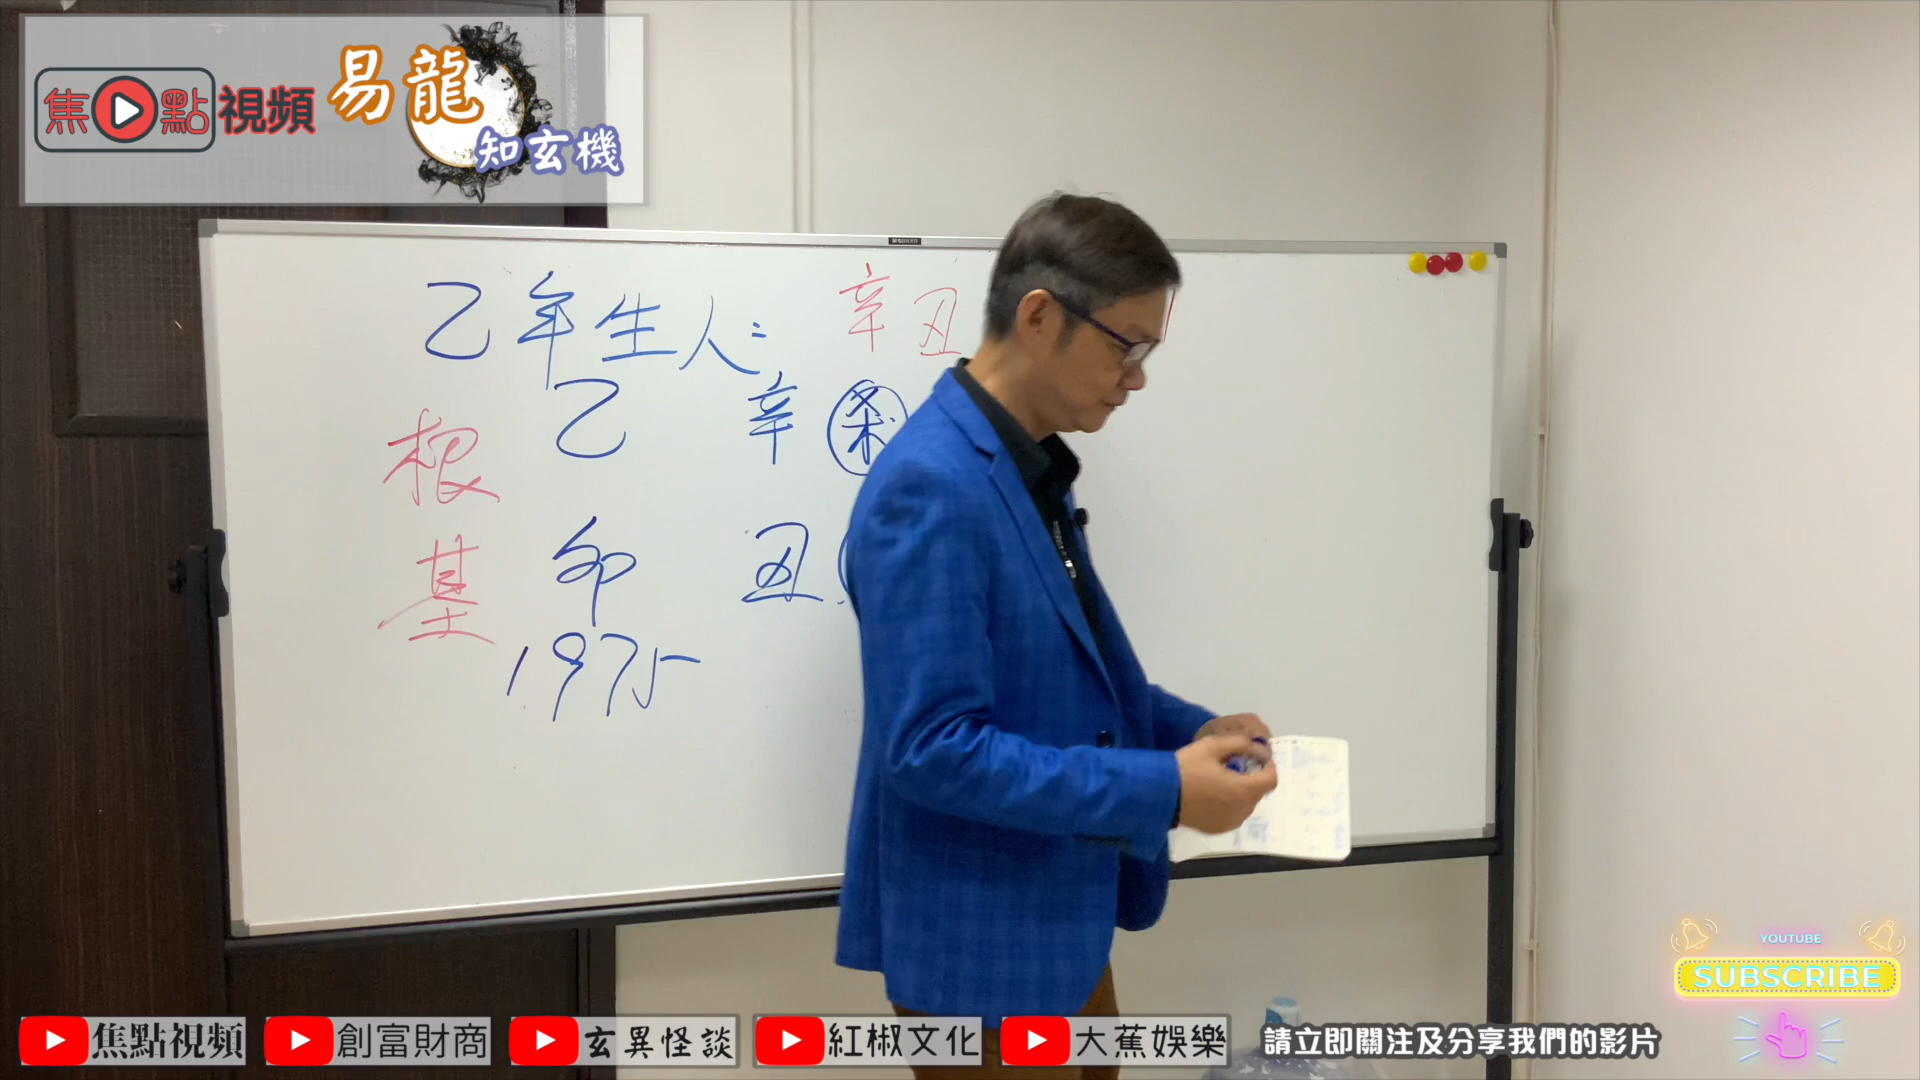 焦點視頻
易龍
知玄機
乙年生人: 辛丑
乙 辛
根
卯 丑
基
1975
YOUTUBE
SUBSCRIBE
焦點視頻 創富財商 玄異怪談 紅椒文化 大蕉娛樂 請立即關注及分享我們的影片